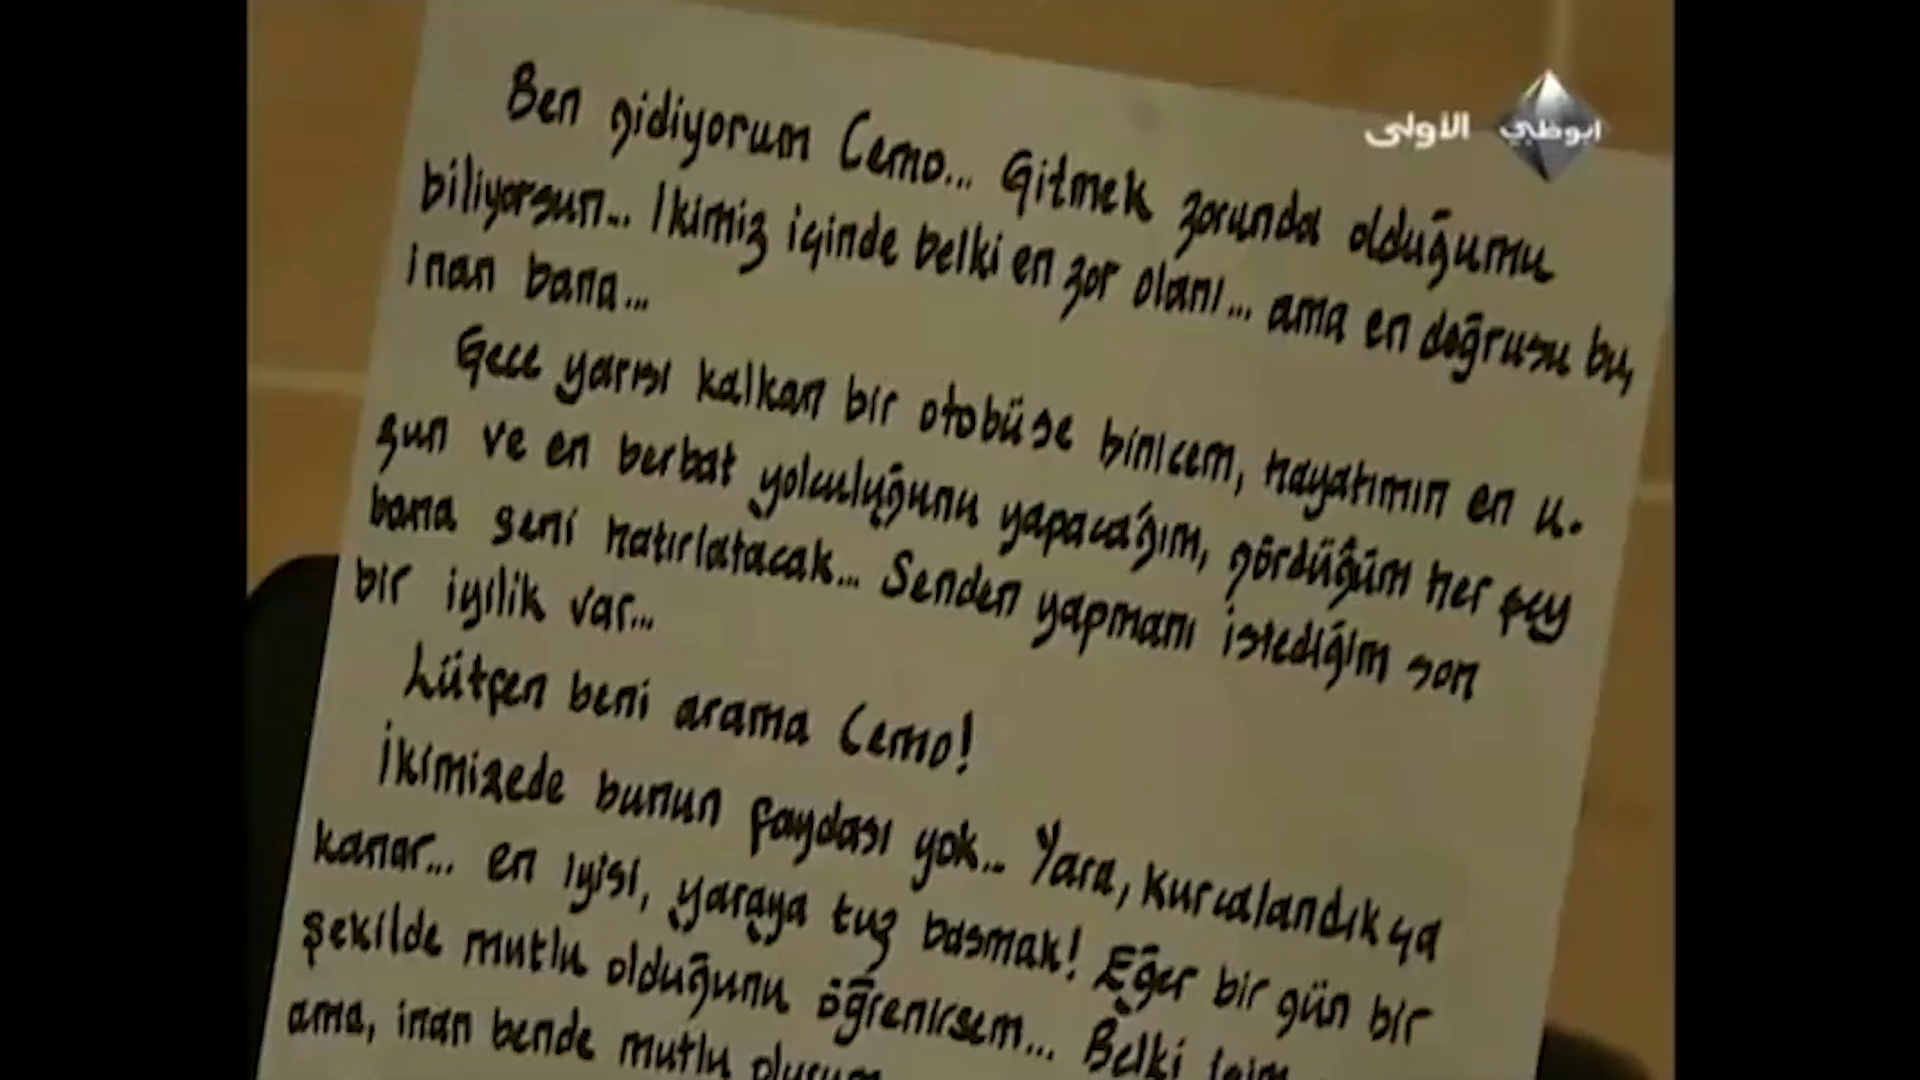 الأولى أبوظبي
Ben gidiyorum Cemo... Gitmek zorunda olduğumu
biliyorsun... Ikimiz içinde belki en zor olanı... ama en doğrusu bu,
inan bana...
Gece yarısı kalkan bir otobüse binicem, hayatımın en u.
zun ve en berbat yolculuğunu yapacağım, gördüğüm her şey
bana seni hatırlatacak... Senden yapmanı istediğim son
bir iyilik var...
Lütfen beni arama Cemo!
İkimizede bunun faydası yok... Yara, kurcalandıkça
kanar... en iyisi, yaraya tuz basmak! Eğer bir gün bir
şekilde mutlu olduğunu öğrenirsem... Belki
ama, inan bende mutlu olurum